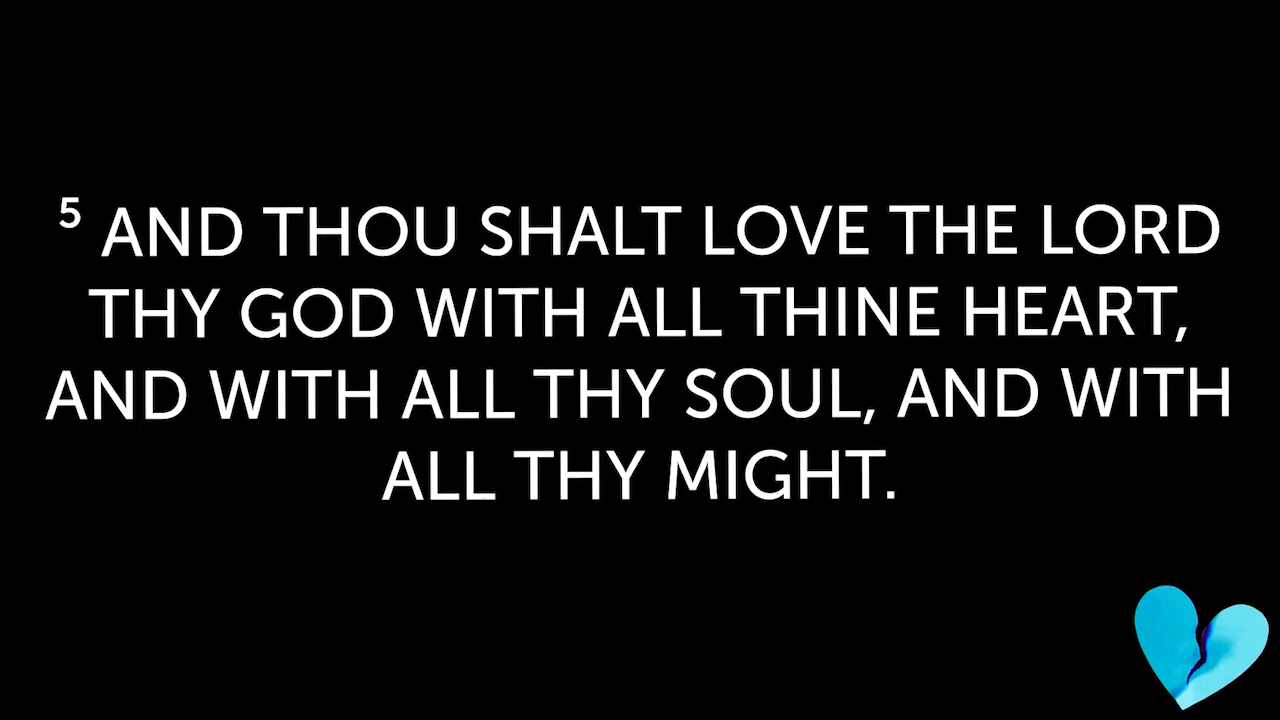 ⁵ AND THOU SHALT LOVE THE LORD
THY GOD WITH ALL THINE HEART,
AND WITH ALL THY SOUL, AND WITH
ALL THY MIGHT.